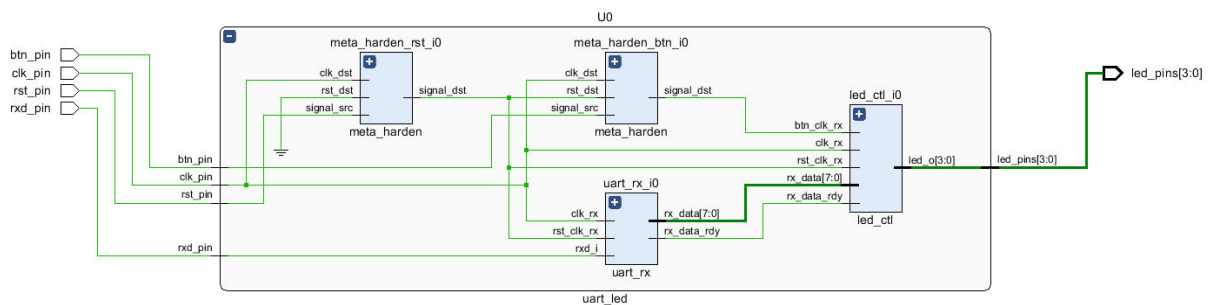 U0
btn_pin
clk_pin
rst_pin
rxd_pin
meta_harden_rst_i0
clk_dst
rst_dst
signal_src
signal_dst
meta_harden
meta_harden_btn_i0
clk_dst
rst_dst
signal_src
signal_dst
meta_harden
led_ctl_i0
btn_clk_rx
clk_rx
rst_clk_rx
rx_data[7:0]
rx_data_rdy
led_o[3:0]
led_ctl
led_pins[3:0]
led_pins[3:0]
btn_pin
clk_pin
rst_pin
rxd_pin
uart_rx_i0
clk_rx
rst_clk_rx
rxd_i
rx_data[7:0]
rx_data_rdy
uart_rx
uart_led